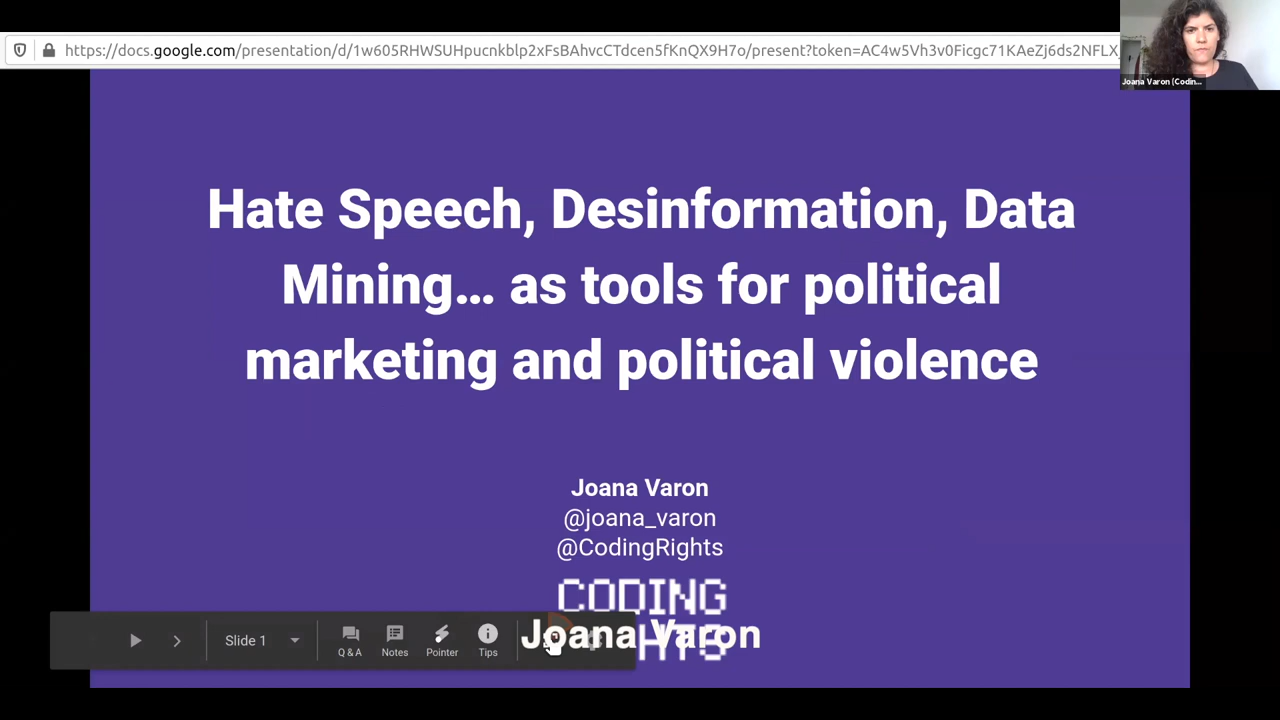 https://docs.google.com/presentation/d/1w605RHWSUHpucnkblp2xFsBAhvcCTdcen5fKnQX9H7o/present?token=AC4w5Vh3v0Ficgc71KAeZj6ds2NFLX
Joana Varon (Codin...
Hate Speech, Desinformation, Data
Mining... as tools for political
marketing and political violence
Joana Varon
@joana_varon
@CodingRights
CODING
Slide 1
Q & A
Notes
Pointer
Tips
Joana Varon